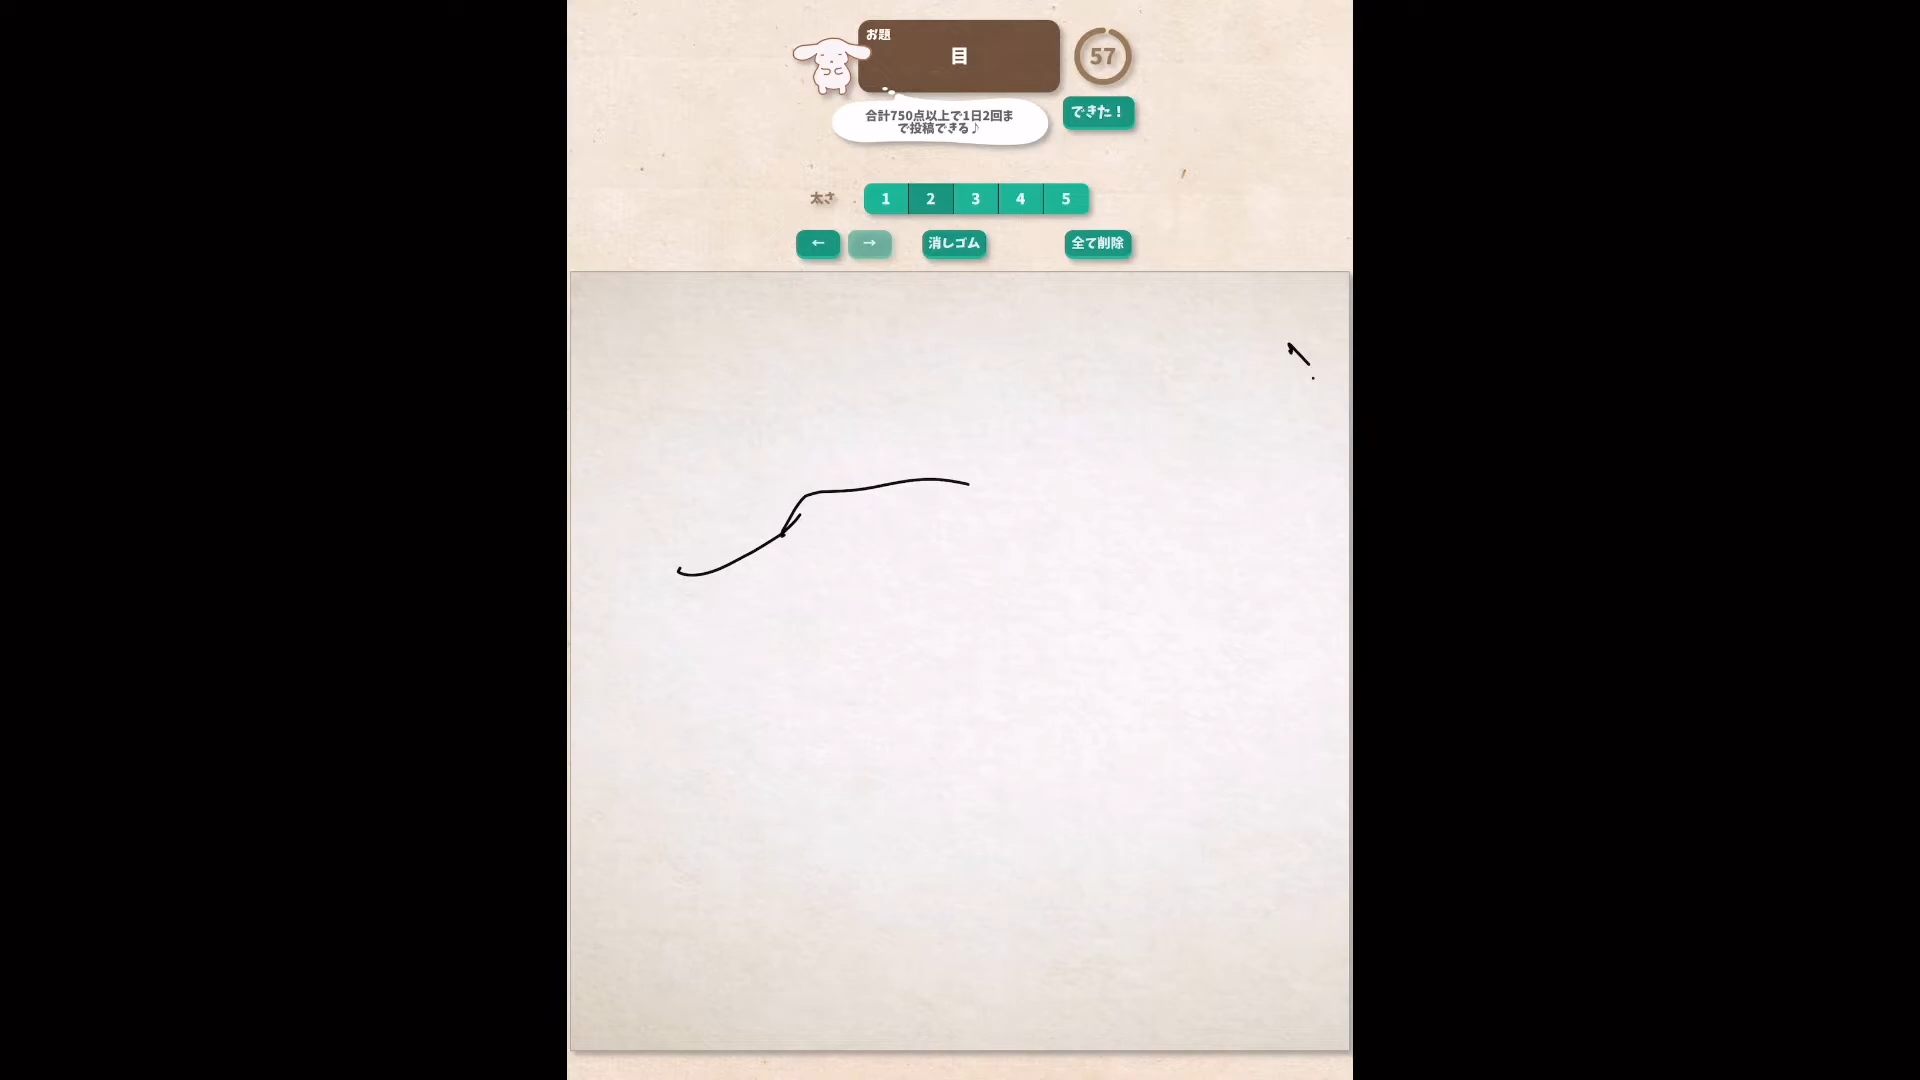 お題
目
57
合計750点以上で1日2回ま
で投稿できる♪
できた！
太さ 1 2 3 4 5
← → 消しゴム 全て削除